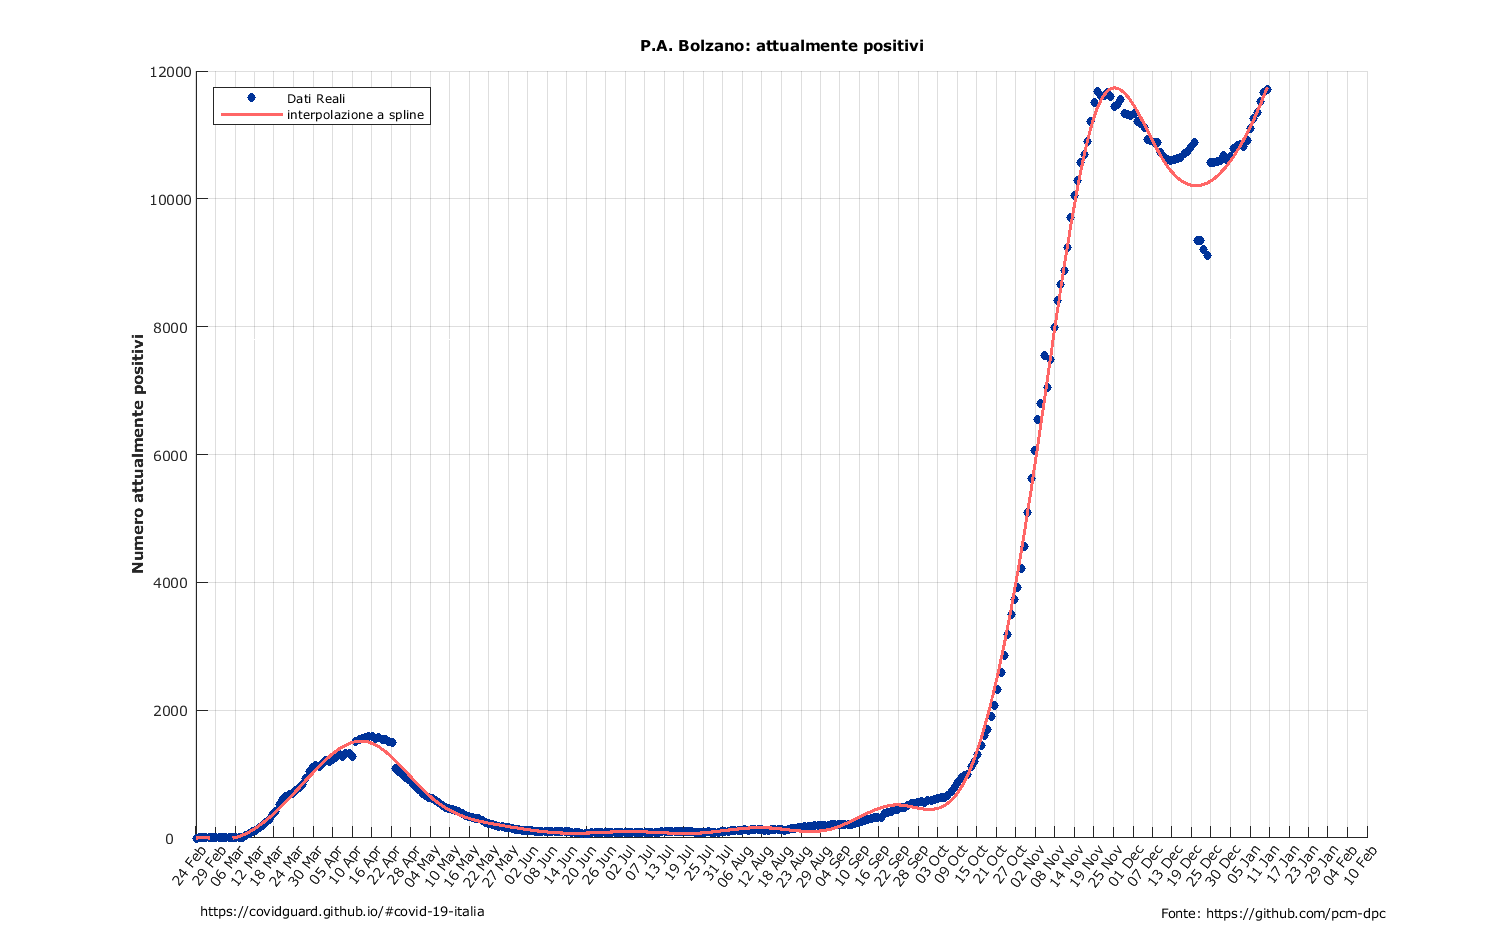 P.A. Bolzano: attualmente positivi
12000
10000
8000
6000
4000
2000
0
Numero attualmente positivi
Dati Reali
interpolazione a spline
24 Feb
29 Feb
06 Mar
12 Mar
18 Mar
24 Mar
30 Mar
05 Apr
10 Apr
16 Apr
22 Apr
28 Apr
04 May
10 May
16 May
22 May
27 May
02 Jun
08 Jun
14 Jun
20 Jun
26 Jun
02 Jul
07 Jul
13 Jul
19 Jul
25 Jul
31 Jul
06 Aug
12 Aug
18 Aug
23 Aug
29 Aug
04 Sep
10 Sep
16 Sep
22 Sep
28 Sep
03 Oct
09 Oct
15 Oct
21 Oct
27 Oct
02 Nov
08 Nov
14 Nov
19 Nov
25 Nov
01 Dec
07 Dec
13 Dec
19 Dec
25 Dec
30 Dec
05 Jan
11 Jan
17 Jan
23 Jan
29 Jan
04 Feb
10 Feb
https://covidguard.github.io/#covid-19-italia
Fonte: https://github.com/pcm-dpc